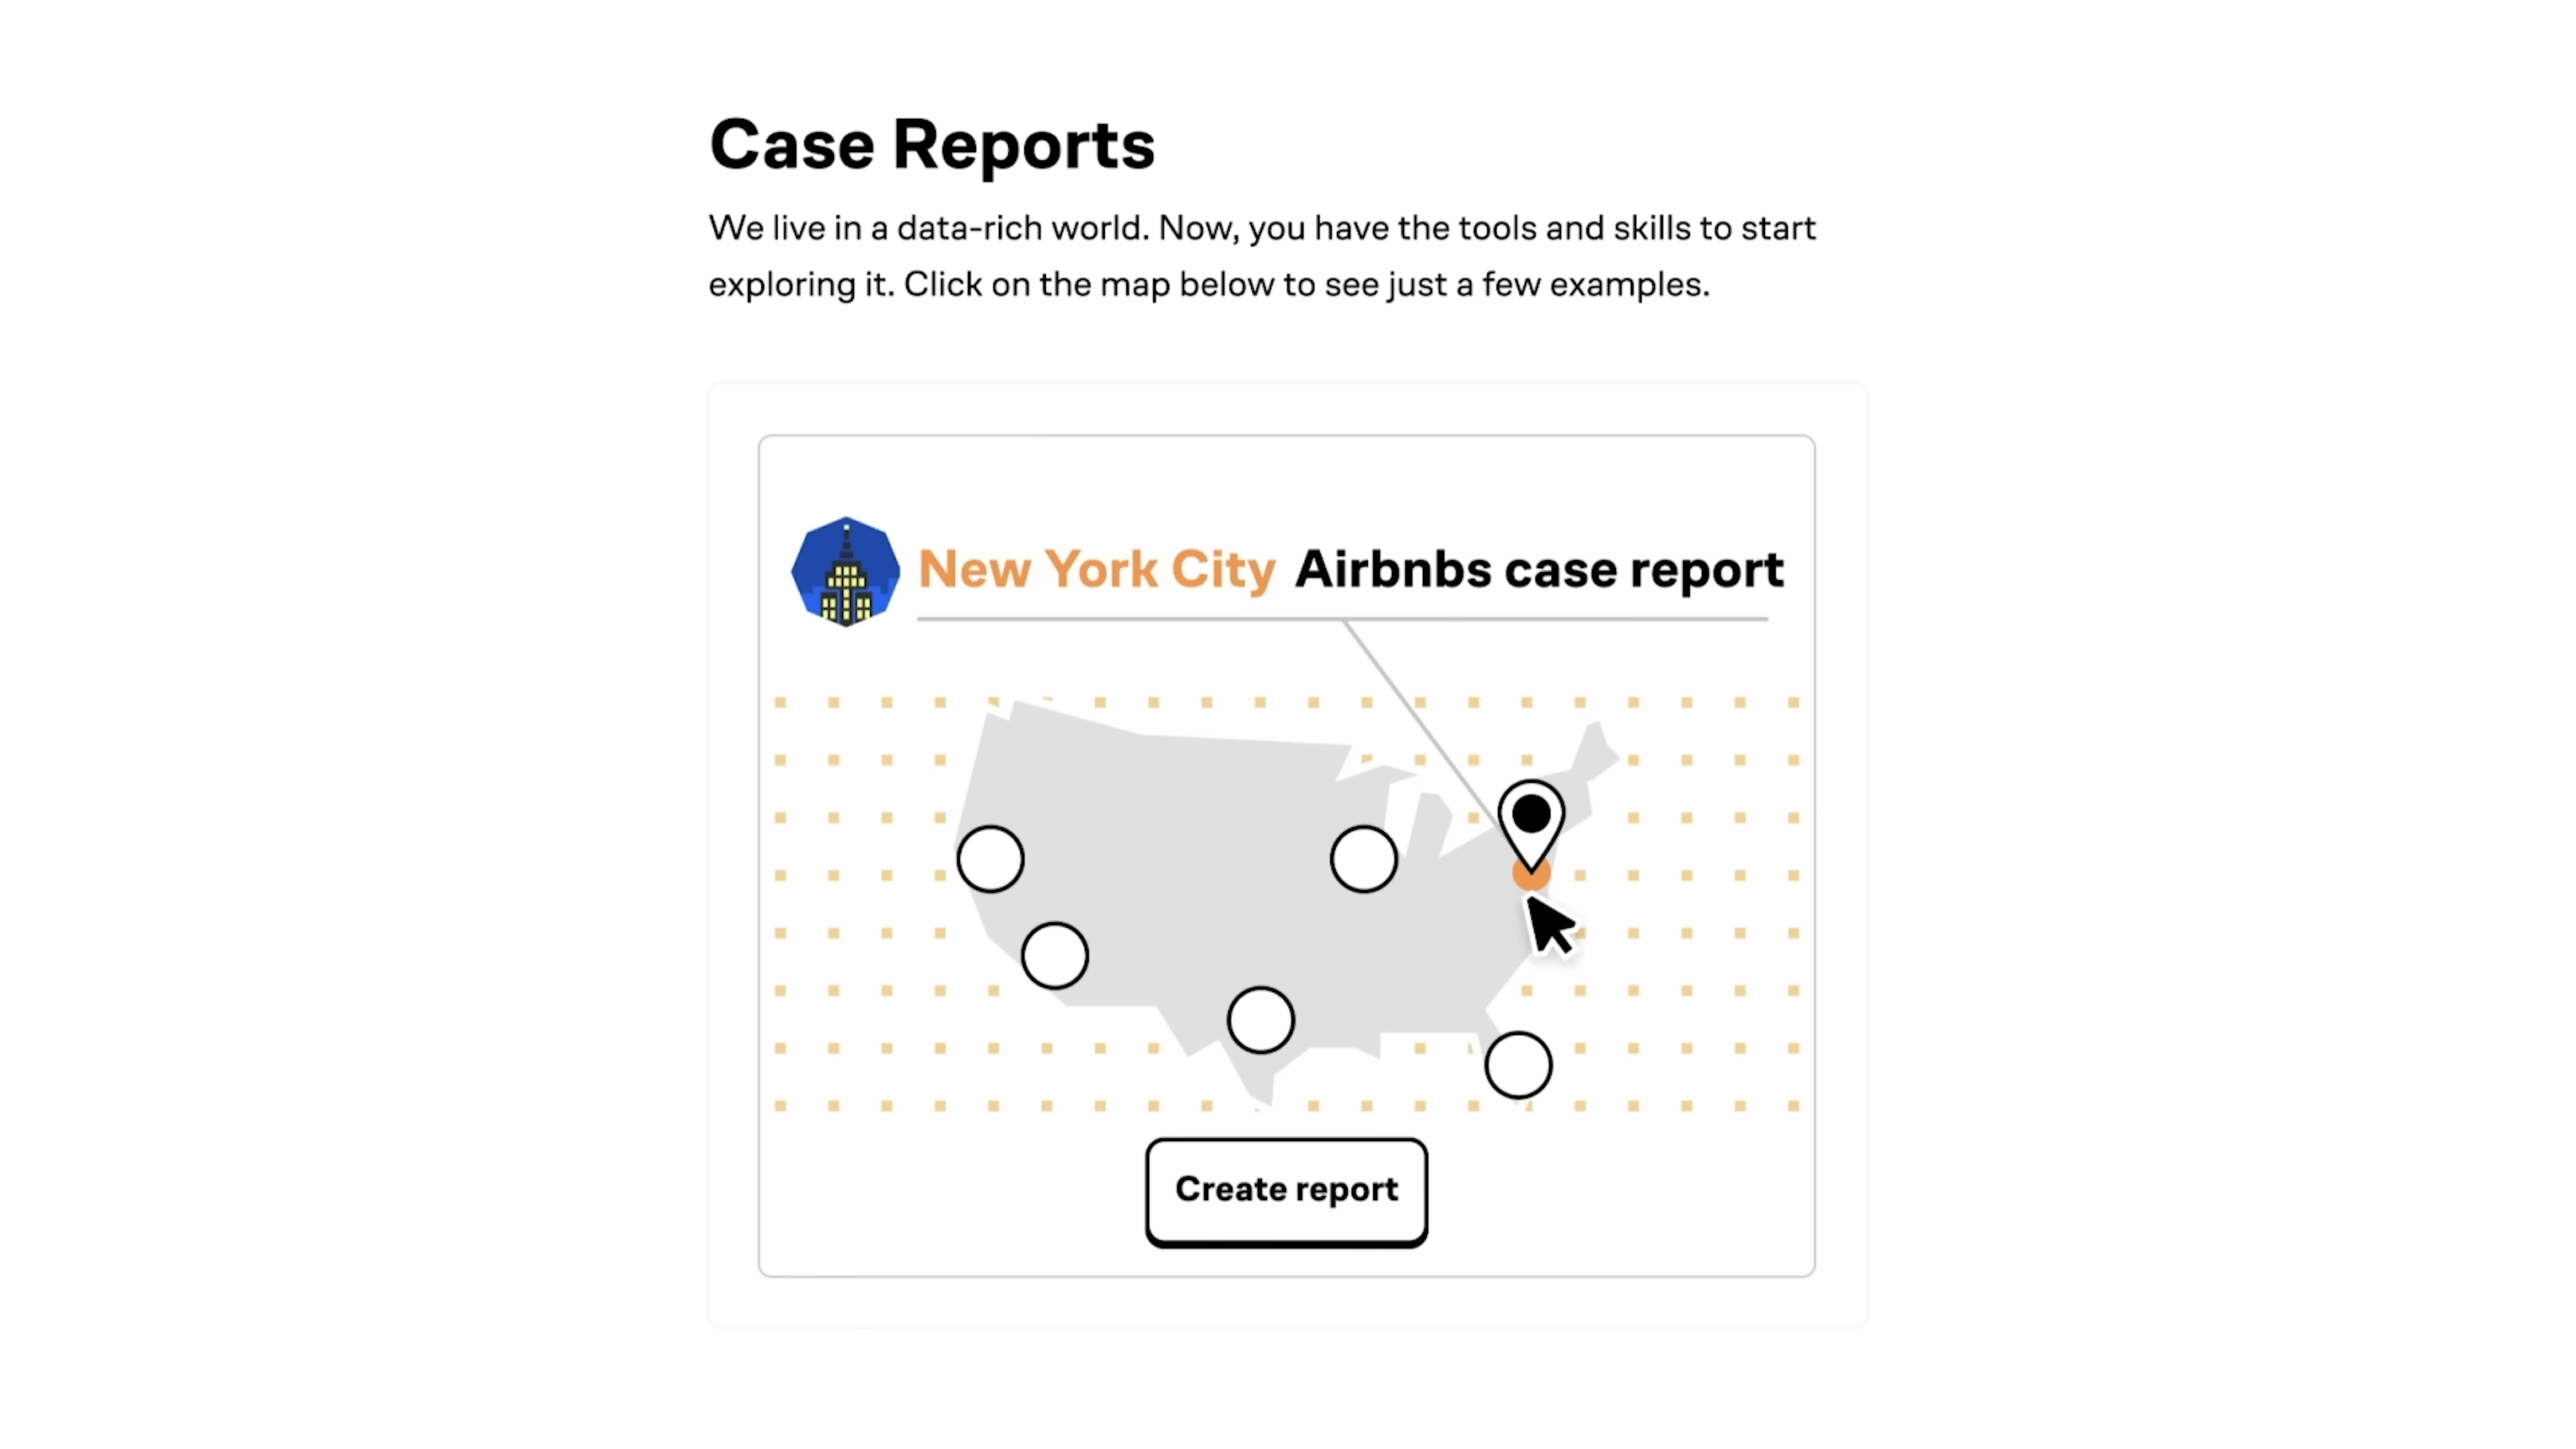 Case Reports
We live in a data-rich world. Now, you have the tools and skills to start
exploring it. Click on the map below to see just a few examples.
New York City Airbnbs case report
Create report